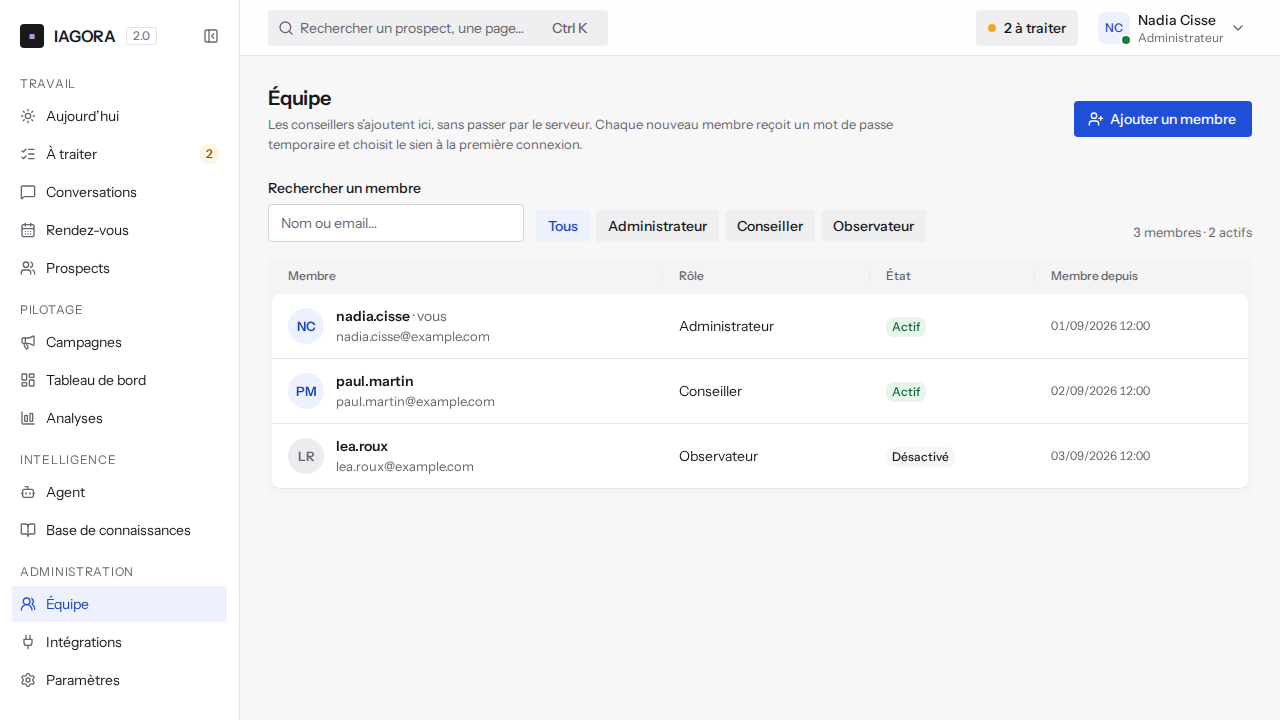 IAGORA 2.0
TRAVAIL
Aujourd'hui
À traiter 2
Conversations
Rendez-vous
Prospects
PILOTAGE
Campagnes
Tableau de bord
Analyses
INTELLIGENCE
Agent
Base de connaissances
ADMINISTRATION
Équipe
Intégrations
Paramètres
Rechercher un prospect, une page... Ctrl K
2 à traiter
NC Nadia Cisse
Administrateur
Équipe
Les conseillers s'ajoutent ici, sans passer par le serveur. Chaque nouveau membre reçoit un mot de passe
temporaire et choisit le sien à la première connexion.
Ajouter un membre
Rechercher un membre
Nom ou email... Tous Administrateur Conseiller Observateur
3 membres · 2 actifs
Membre Rôle État Membre depuis
NC nadia.cisse · vous
nadia.cisse@example.com
Administrateur Actif 01/09/2026 12:00
PM paul.martin
paul.martin@example.com
Conseiller Actif 02/09/2026 12:00
LR lea.roux
lea.roux@example.com
Observateur Désactivé 03/09/2026 12:00